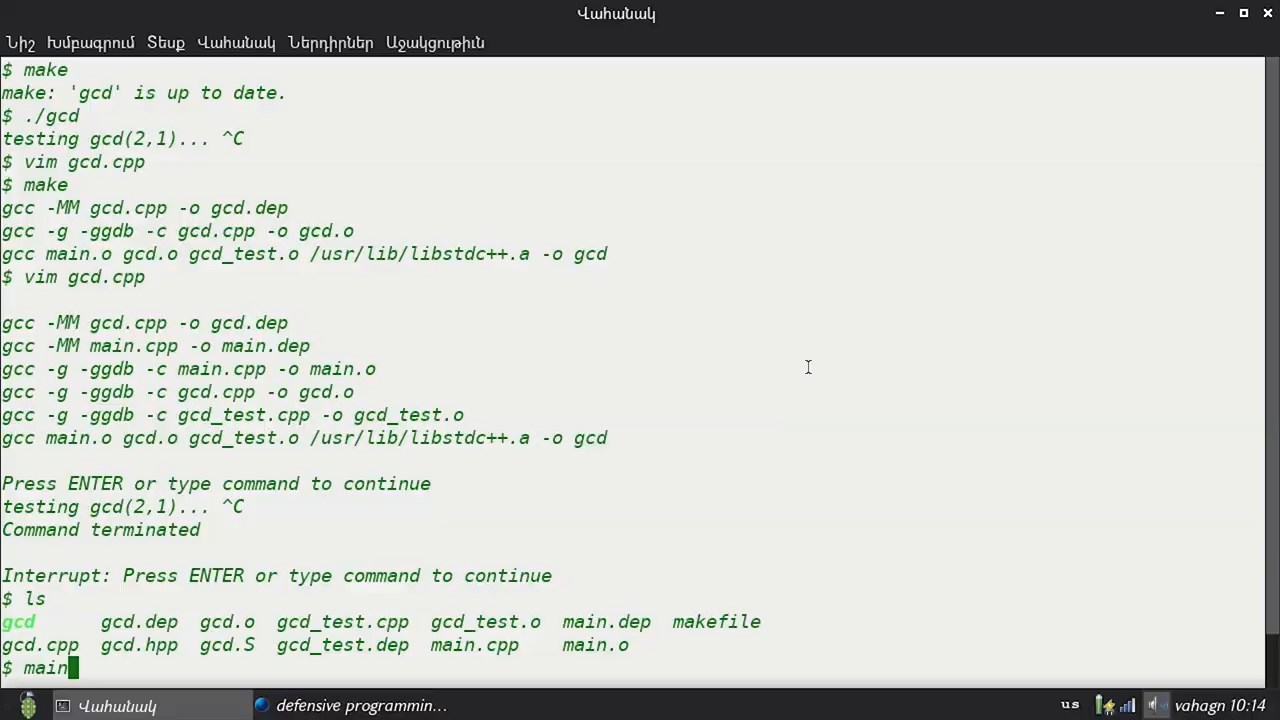 Վահանակ
Նիշ Խմբագրում Տեսք Վահանակ Ներդիրներ Աջակցութիւն
$ make
make: 'gcd' is up to date.
$ ./gcd
testing gcd(2,1)... ^C
$ vim gcd.cpp
$ make
gcc -MM gcd.cpp -o gcd.dep
gcc -g -ggdb -c gcd.cpp -o gcd.o
gcc main.o gcd.o gcd_test.o /usr/lib/libstdc++.a -o gcd
$ vim gcd.cpp
gcc -MM gcd.cpp -o gcd.dep
gcc -MM main.cpp -o main.dep
gcc -g -ggdb -c main.cpp -o main.o
gcc -g -ggdb -c gcd.cpp -o gcd.o
gcc -g -ggdb -c gcd_test.cpp -o gcd_test.o
gcc main.o gcd.o gcd_test.o /usr/lib/libstdc++.a -o gcd
Press ENTER or type command to continue
testing gcd(2,1)... ^C
Command terminated
Interrupt: Press ENTER or type command to continue
$ ls
gcd gcd.dep gcd.o gcd_test.cpp gcd_test.o main.dep makefile
gcd.cpp gcd.hpp gcd.S gcd_test.dep main.cpp main.o
$ main
Վահանակ defensive programmin... us vahagn 10:14